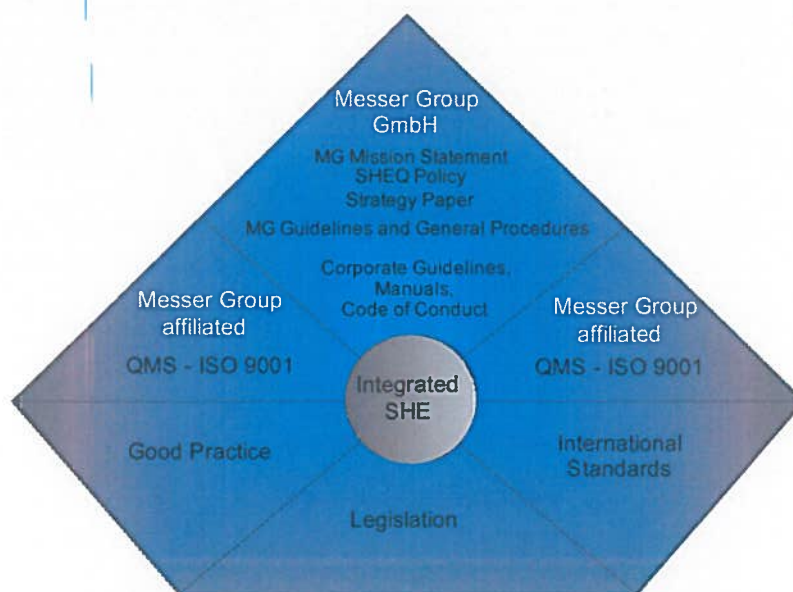 Messer Group
GmbH
MG Mission Statement
SHEQ Policy
Strategy Paper
MG Guidelines and General Procedures
Corporate Guidelines,
Manuals,
Code of Conduct
Messer Group
affiliated
QMS - ISO 9001
Messer Group
affiliated
QMS - ISO 9001
Integrated
SHE
Good Practice
International
Standards
Legislation